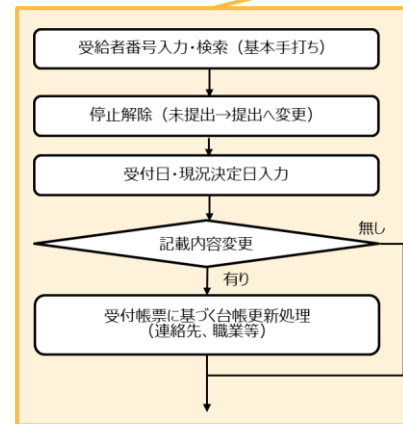 受給者番号入力・検索（基本手打ち）
停止解除（未提出→提出へ変更）
受付日・現況決定日入力
記載内容変更
無し
有り
受付帳票に基づく台帳更新処理
（連絡先、職業等）